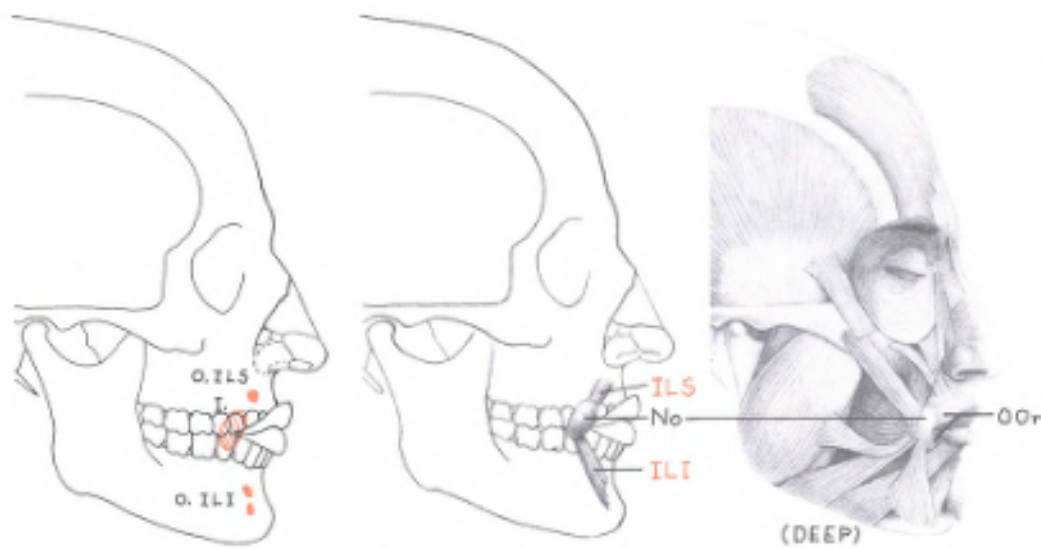 O. ILS
I.
O. ILI
ILS
No
OOr
ILI
(DEEP)